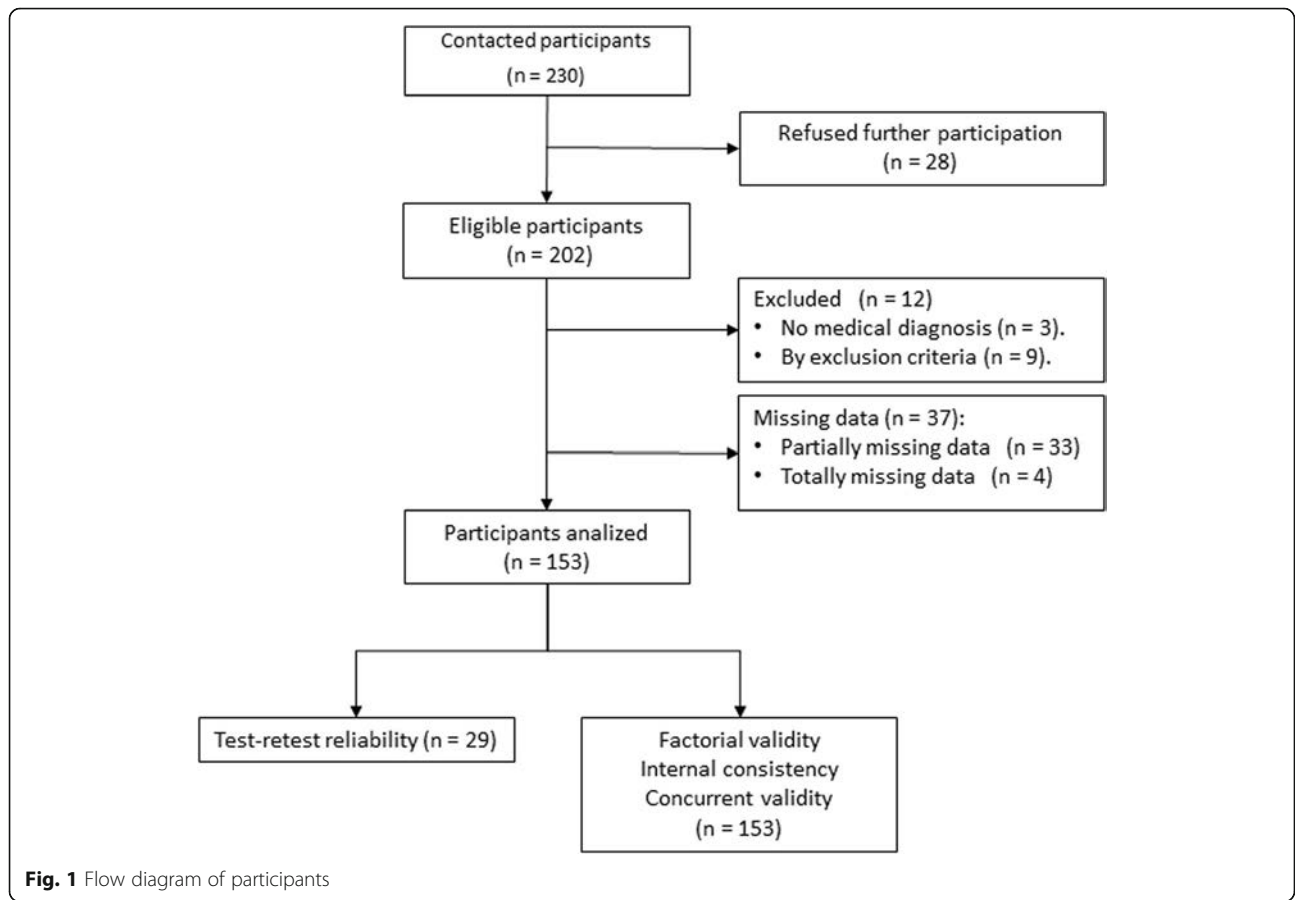 Contacted participants
(n = 230)
Refused further participation
(n = 28)
Eligible participants
(n = 202)
Excluded (n = 12)
• No medical diagnosis (n = 3).
• By exclusion criteria (n = 9).
Missing data (n = 37):
• Partially missing data (n = 33)
• Totally missing data (n = 4)
Participants analized
(n = 153)
Test-retest reliability (n = 29)
Factorial validity
Internal consistency
Concurrent validity
(n = 153)
Fig. 1 Flow diagram of participants